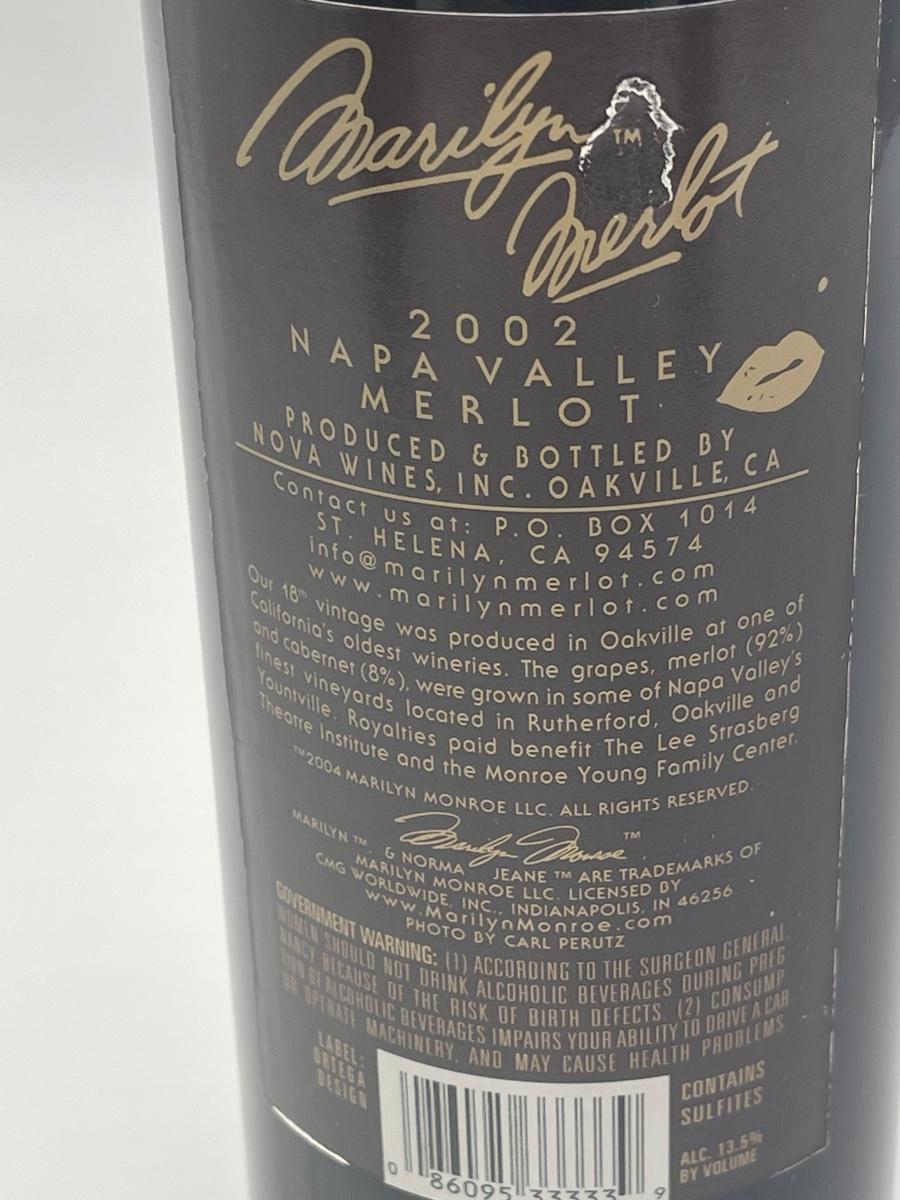 Marilyn ™
Merlot
2002
NAPA VALLEY
MERLOT
PRODUCED & BOTTLED BY
NOVA WINES, INC. OAKVILLE, CA
Contact us at: P.O. BOX 1014
ST. HELENA, CA 94574
info@marilynmerlot.com
www.marilynmerlot.com
Our 18th vintage was produced in Oakville at one of
California's oldest wineries. The grapes, merlot (92%)
and cabernet (8%), were grown in some of Napa Valley's
finest vineyards located in Rutherford, Oakville and
Yountville. Royalties paid benefit The Lee Strasberg
Theatre Institute and the Monroe Young Family Center.
™2004 MARILYN MONROE LLC. ALL RIGHTS RESERVED.
Marilyn Monroe ™
MARILYN ™ & NORMA JEANE ™ ARE TRADEMARKS OF
MARILYN MONROE LLC. LICENSED BY
CMG WORLDWIDE, INC., INDIANAPOLIS, IN 46256
www.MarilynMonroe.com
PHOTO BY CARL PERUTZ
GOVERNMENT WARNING: (1) ACCORDING TO THE SURGEON GENERAL
WOMEN SHOULD NOT DRINK ALCOHOLIC BEVERAGES DURING PREG
NANCY BECAUSE OF THE RISK OF BIRTH DEFECTS. (2) CONSUMP
TION OF ALCOHOLIC BEVERAGES IMPAIRS YOUR ABILITY TO DRIVE A CAR
OR OPERATE MACHINERY, AND MAY CAUSE HEALTH PROBLEMS
LABEL:
ORTEGA
DESIGN
CONTAINS
SULFITES
ALC. 13.5%
BY VOLUME
0 86095 33333 9